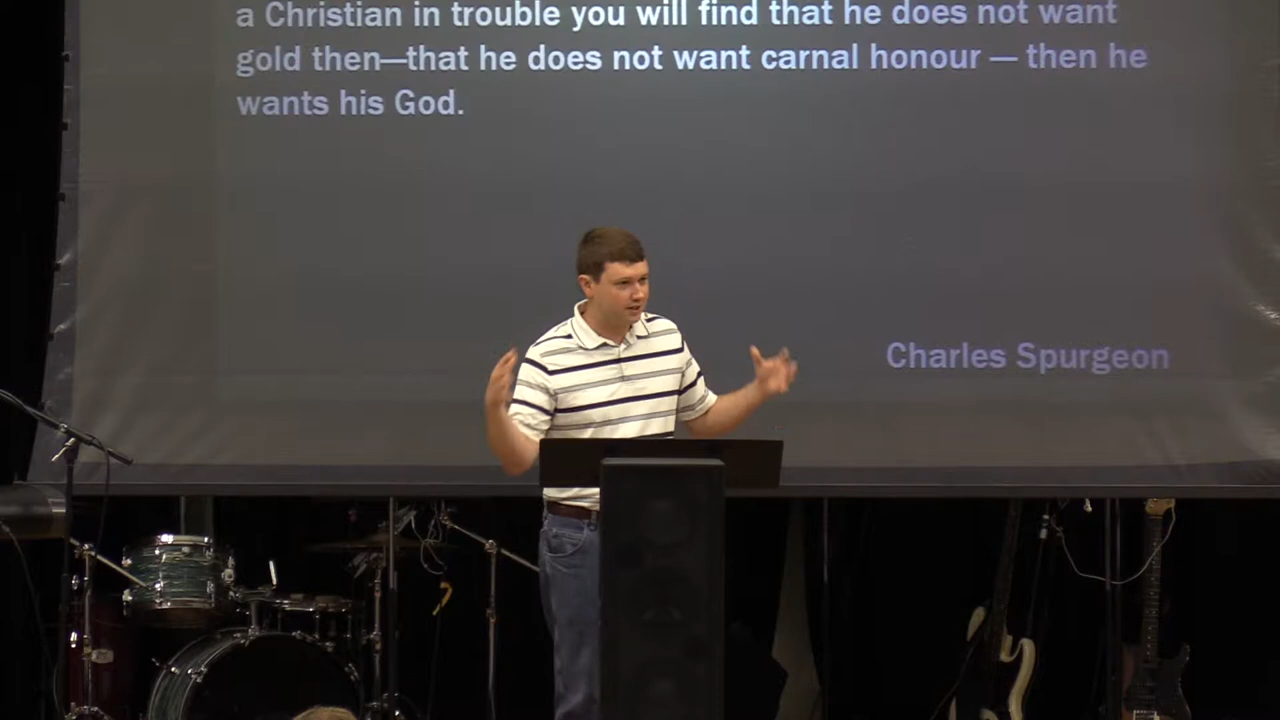 a Christian in trouble you will find that he does not want
gold then—that he does not want carnal honour — then he
wants his God.
Charles Spurgeon